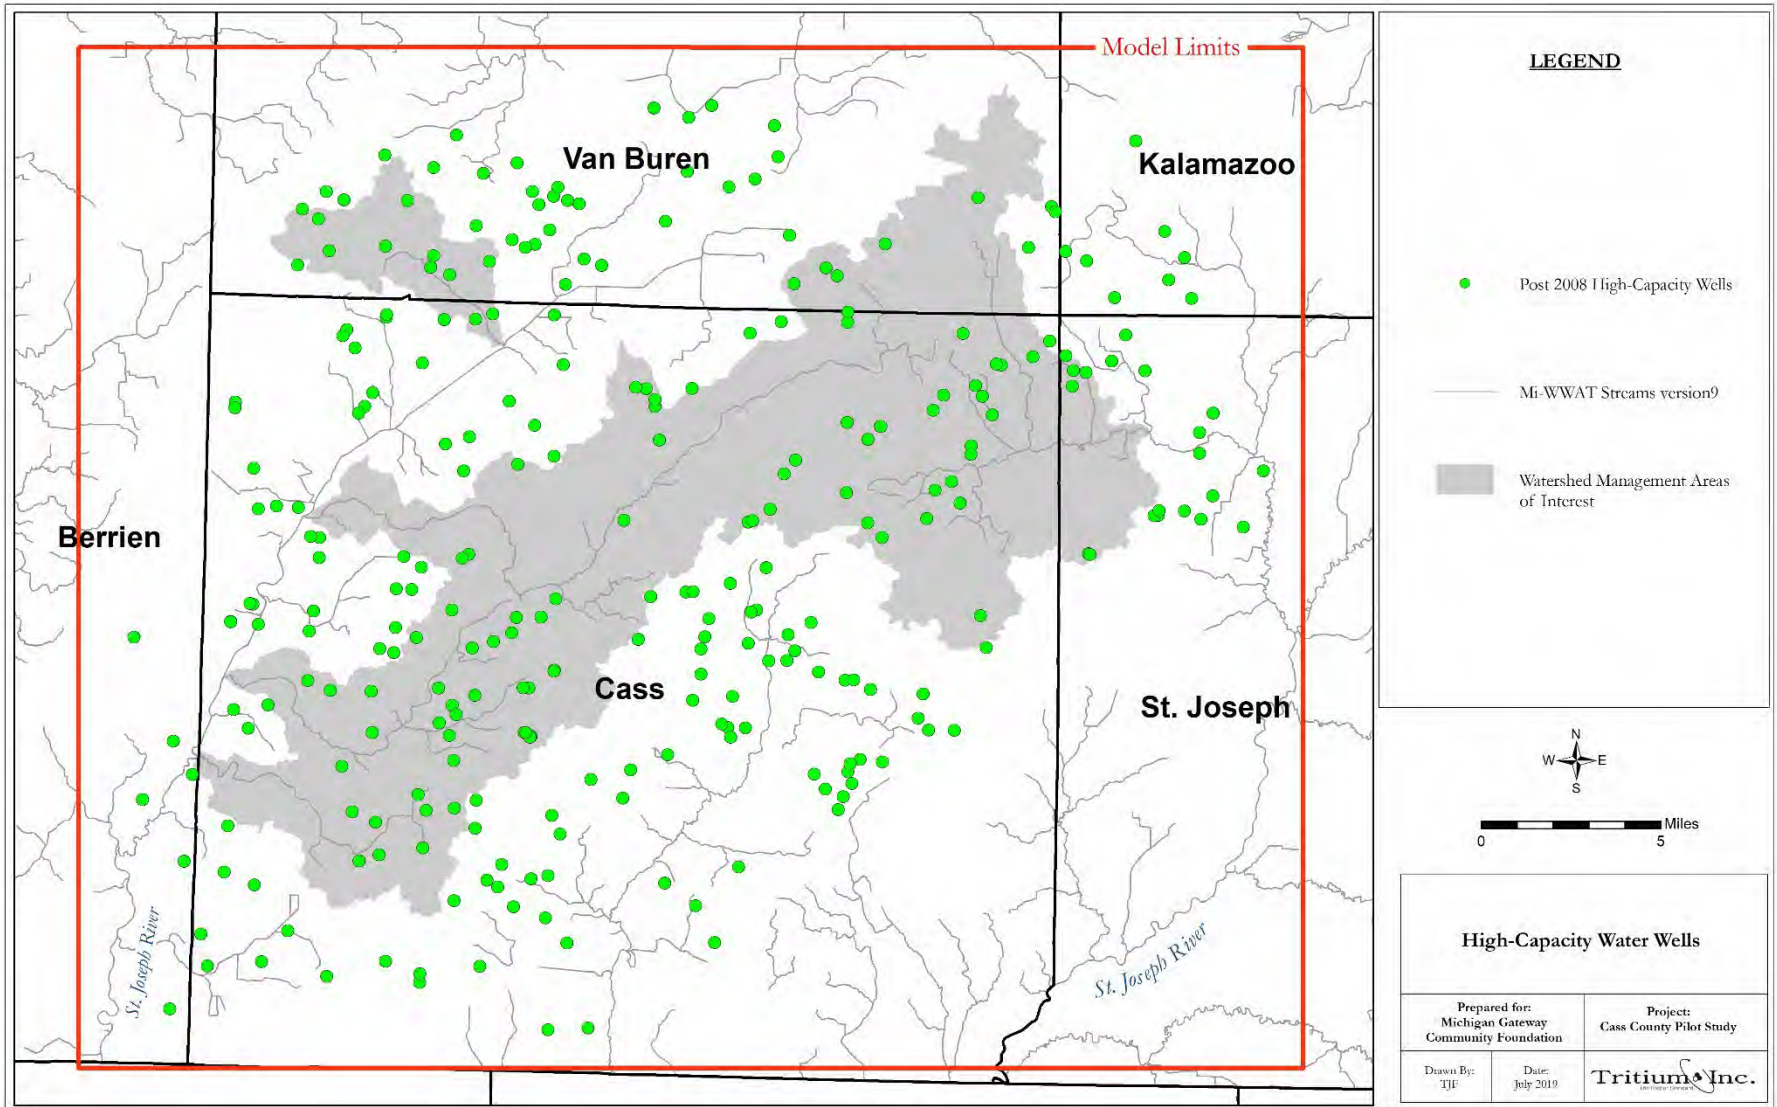 Model Limits
Van Buren
Kalamazoo
Berrien
Cass
St. Joseph
St. Joseph River
St. Joseph River
LEGEND
Post 2008 High-Capacity Wells
Mi-WWAT Streams version9
Watershed Management Areas
of Interest
N
W E
S
Miles
0 5
High-Capacity Water Wells
Prepared for:
Michigan Gateway
Community Foundation
Project:
Cass County Pilot Study
Drawn By:
TJF
Date:
July 2019
Tritium Inc.